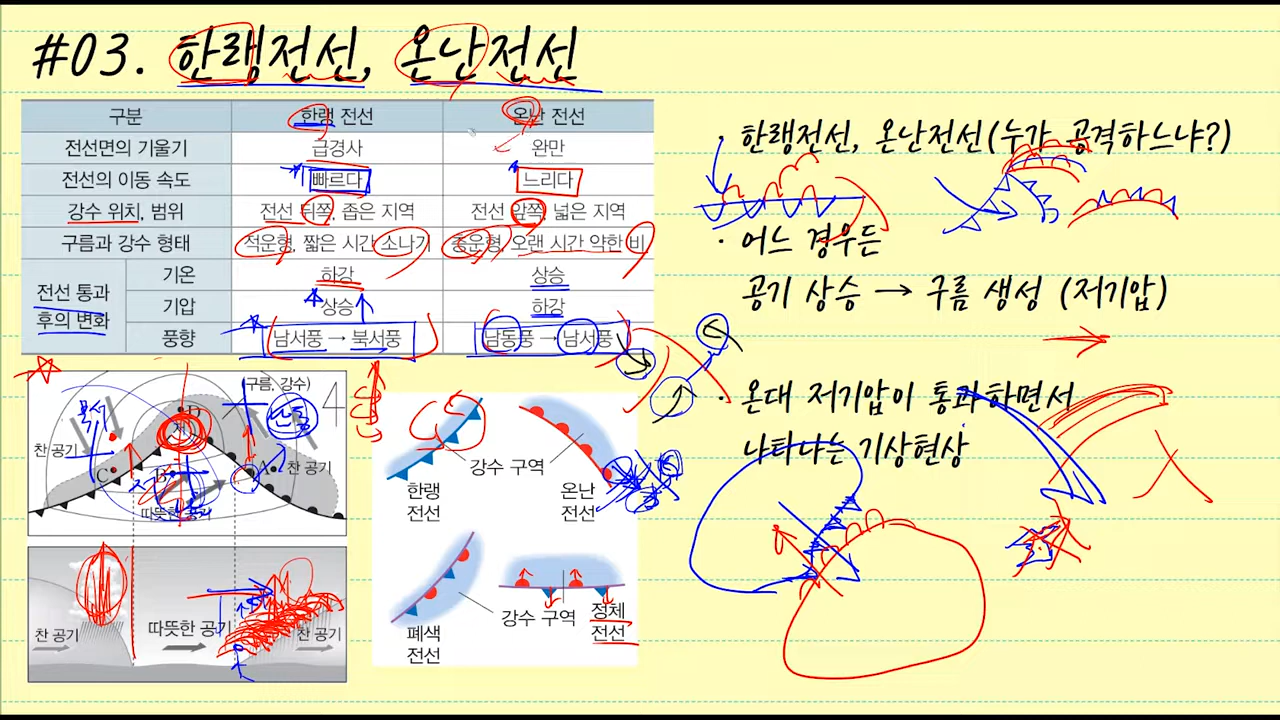 #03. 한랭전선, 온난전선
구분 한랭 전선 온난 전선
전선면의 기울기 급경사 완만
전선의 이동 속도 빠르다 느리다
강수 위치, 범위 전선 뒤쪽, 좁은 지역 전선 앞쪽, 넓은 지역
구름과 강수 형태 적운형, 짧은 시간 소나기 층운형, 오랜 시간 약한 비
전선 통과 후의 변화
기온 하강 상승
기압 상승 하강
풍향 남서풍 → 북서풍 남동풍 → 남서풍
· 한랭전선, 온난전선(누가 공격하느냐?)
· 어느 경우든
공기 상승 → 구름 생성 (저기압)
· 온대 저기압이 통과하면서
나타나는 기상현상
(구름, 강수)
D
저
찬 공기
C
B
A
찬 공기
따뜻한 공기
찬 공기
따뜻한 공기
찬 공기
강수 구역
한랭 전선
온난 전선
강수 구역
폐색 전선
정체 전선